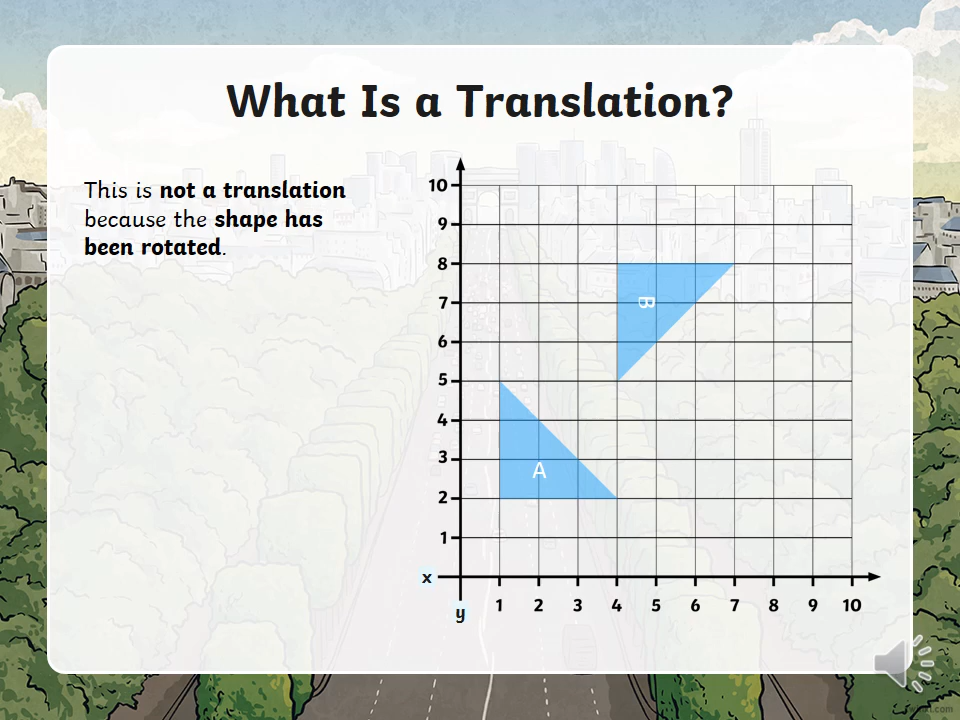 What Is a Translation?
This is not a translation
because the shape has
been rotated.
10
9
8
7
6
5
4
3
2
1
B
A
x
y
1 2 3 4 5 6 7 8 9 10